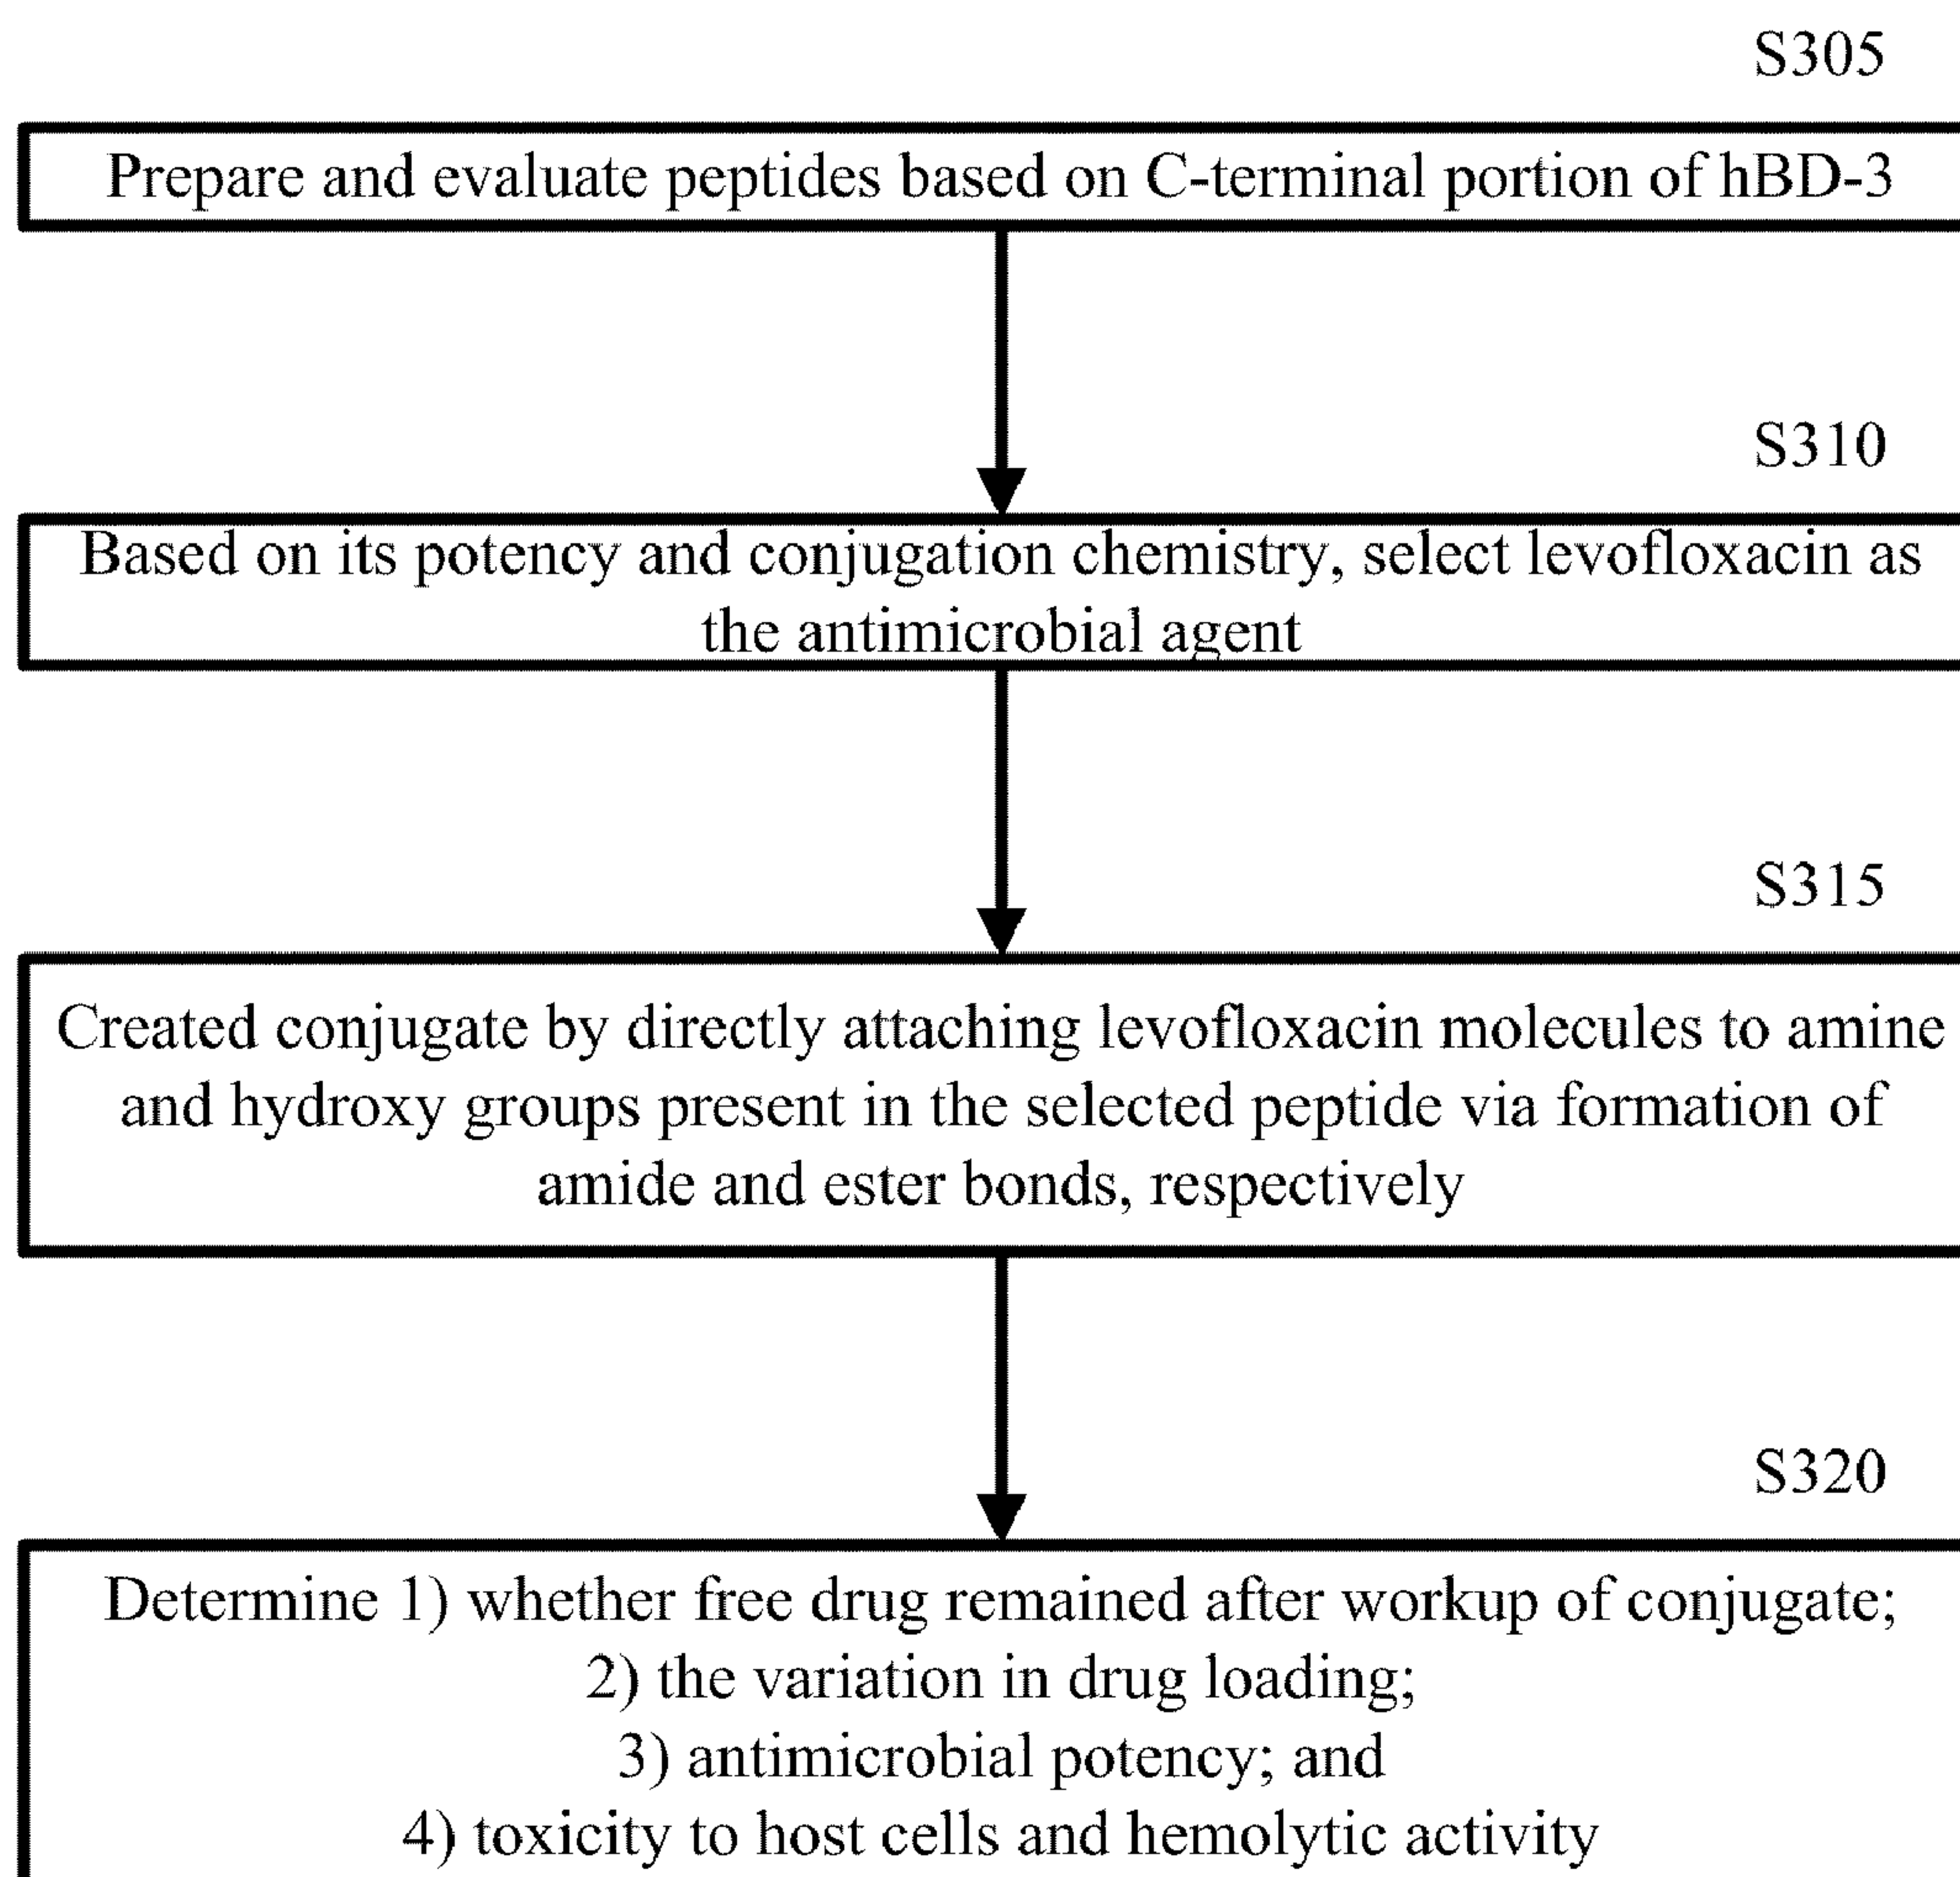 S305
Prepare and evaluate peptides based on C-terminal portion of hBD-3
S310
Based on its potency and conjugation chemistry, select levofloxacin as
the antimicrobial agent
S315
Created conjugate by directly attaching levofloxacin molecules to amine
and hydroxy groups present in the selected peptide via formation of
amide and ester bonds, respectively
S320
Determine 1) whether free drug remained after workup of conjugate;
2) the variation in drug loading;
3) antimicrobial potency; and
4) toxicity to host cells and hemolytic activity